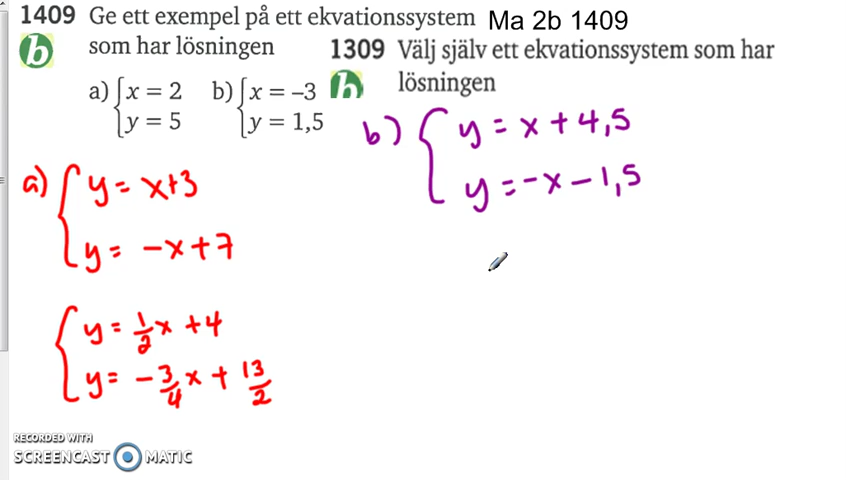 1409 Ge ett exempel på ett ekvationssystem
som har lösningen
b
a) { x = 2
y = 5
b) { x = –3
y = 1,5
Ma 2b 1409
1309 Välj själv ett ekvationssystem som har
lösningen
b
a) { y = x+3
y = -x+7
{ y = 1/2 x + 4
y = -3/4 x + 13/2
b) { y = x + 4,5
y = -x - 1,5
RECORDED WITH
SCREENCAST MATIC